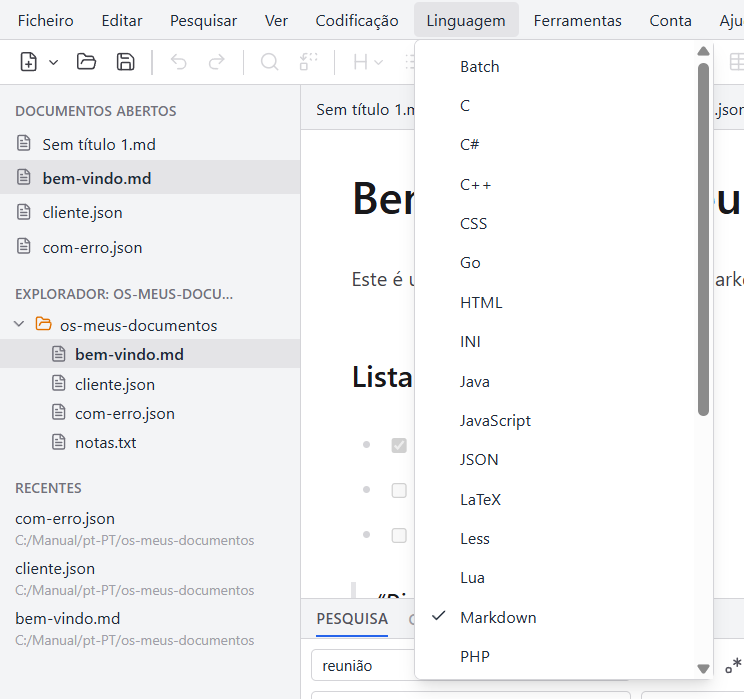 Ficheiro Editar Pesquisar Ver Codificação Linguagem Ferramentas Conta
DOCUMENTOS ABERTOS
Sem título 1.md
bem-vindo.md
cliente.json
com-erro.json
EXPLORADOR: OS-MEUS-DOCU...
os-meus-documentos
bem-vindo.md
cliente.json
com-erro.json
notas.txt
RECENTES
com-erro.json
C:/Manual/pt-PT/os-meus-documentos
cliente.json
C:/Manual/pt-PT/os-meus-documentos
bem-vindo.md
C:/Manual/pt-PT/os-meus-documentos
Sem título 1.m
.json
Este é u
Lista
PESQUISA
reunião
Batch
C
C#
C++
CSS
Go
HTML
INI
Java
JavaScript
JSON
LaTeX
Less
Lua
Markdown
PHP